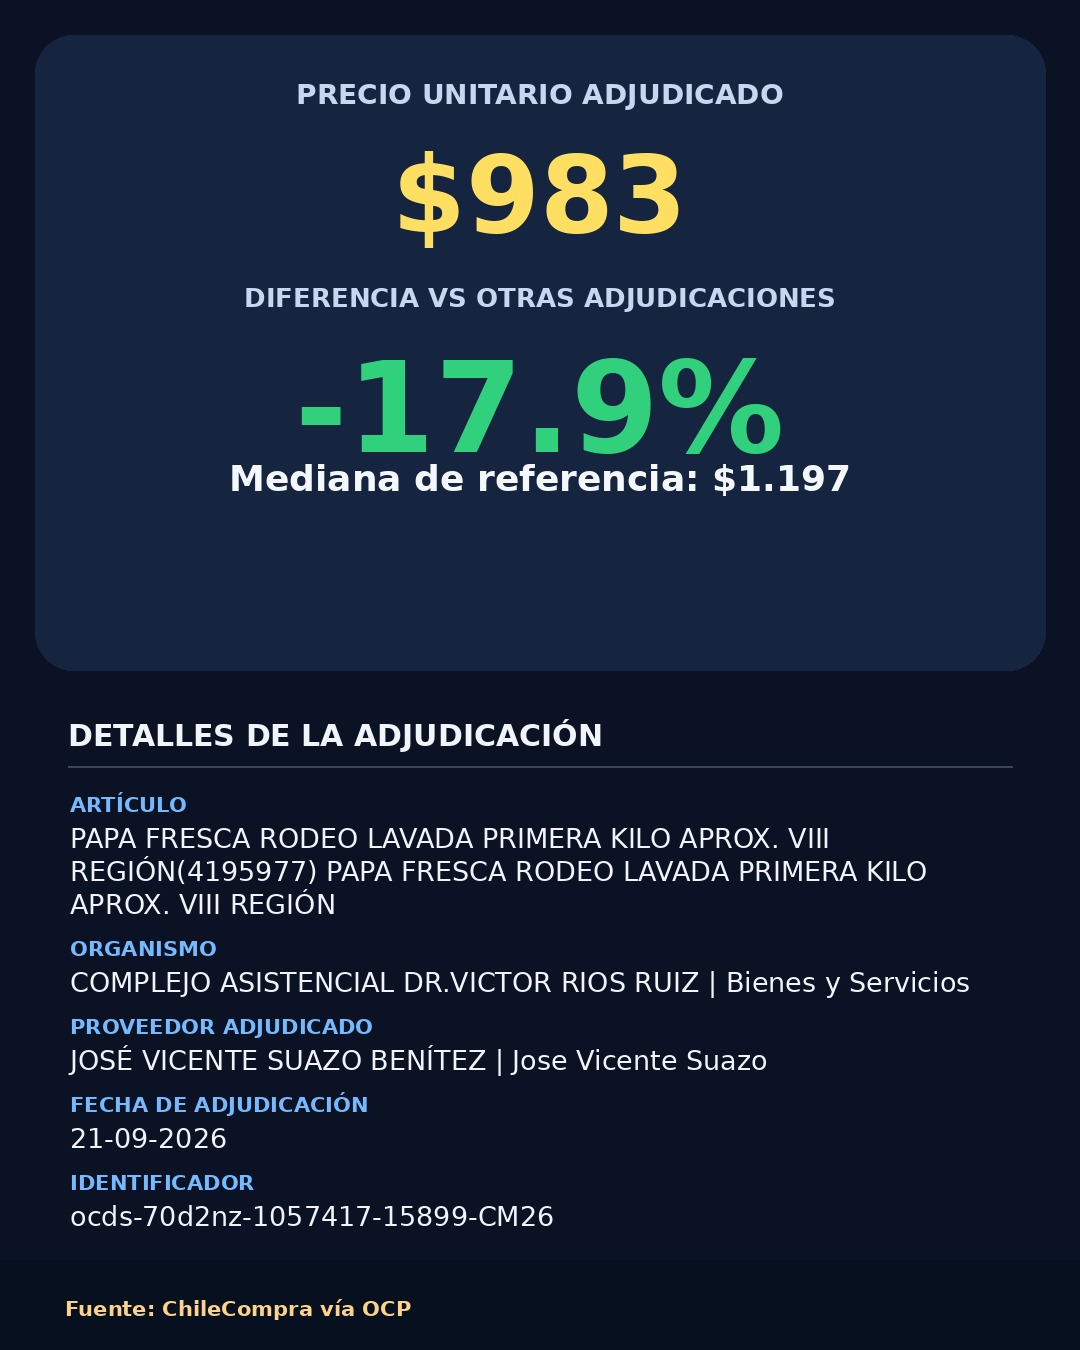 PRECIO UNITARIO ADJUDICADO
$983
DIFERENCIA VS OTRAS ADJUDICACIONES
-17.9%
Mediana de referencia: $1.197
DETALLES DE LA ADJUDICACIÓN
ARTÍCULO
PAPA FRESCA RODEO LAVADA PRIMERA KILO APROX. VIII
REGIÓN(4195977) PAPA FRESCA RODEO LAVADA PRIMERA KILO
APROX. VIII REGIÓN
ORGANISMO
COMPLEJO ASISTENCIAL DR.VICTOR RIOS RUIZ | Bienes y Servicios
PROVEEDOR ADJUDICADO
JOSÉ VICENTE SUAZO BENÍTEZ | Jose Vicente Suazo
FECHA DE ADJUDICACIÓN
21-09-2026
IDENTIFICADOR
ocds-70d2nz-1057417-15899-CM26
Fuente: ChileCompra vía OCP